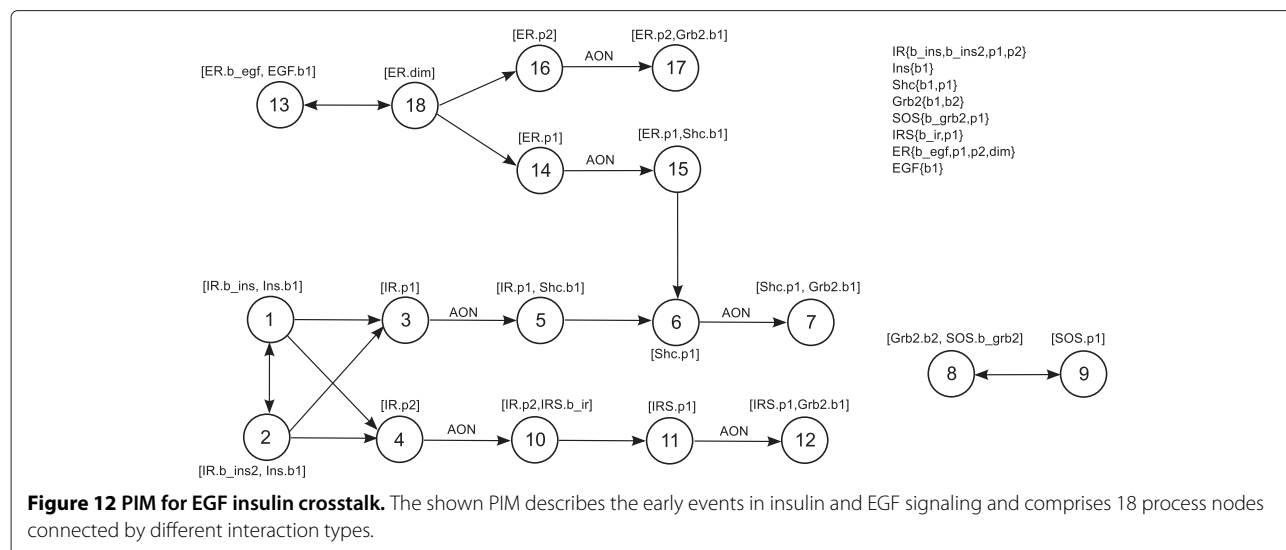 [ER.p2]
[ER.p2,Grb2.b1]
16
AON
17
[ER.b_egf, EGF.b1]
[ER.dim]
13
18
[ER.p1]
[ER.p1,Shc.b1]
14
AON
15
IR{b_ins,b_ins2,p1,p2}
Ins{b1}
Shc{b1,p1}
Grb2{b1,b2}
SOS{b_grb2,p1}
IRS{b_ir,p1}
ER{b_egf,p1,p2,dim}
EGF{b1}
[IR.b_ins, Ins.b1]
[IR.p1]
[IR.p1, Shc.b1]
[Shc.p1, Grb2.b1]
1
3
AON
5
6
AON
7
[Shc.p1]
[Grb2.b2, SOS.b_grb2]
[SOS.p1]
8
9
[IR.p2]
[IR.p2,IRS.b_ir]
[IRS.p1]
[IRS.p1,Grb2.b1]
2
4
AON
10
11
AON
12
[IR.b_ins2, Ins.b1]
Figure 12 PIM for EGF insulin crosstalk. The shown PIM describes the early events in insulin and EGF signaling and comprises 18 process nodes
connected by different interaction types.